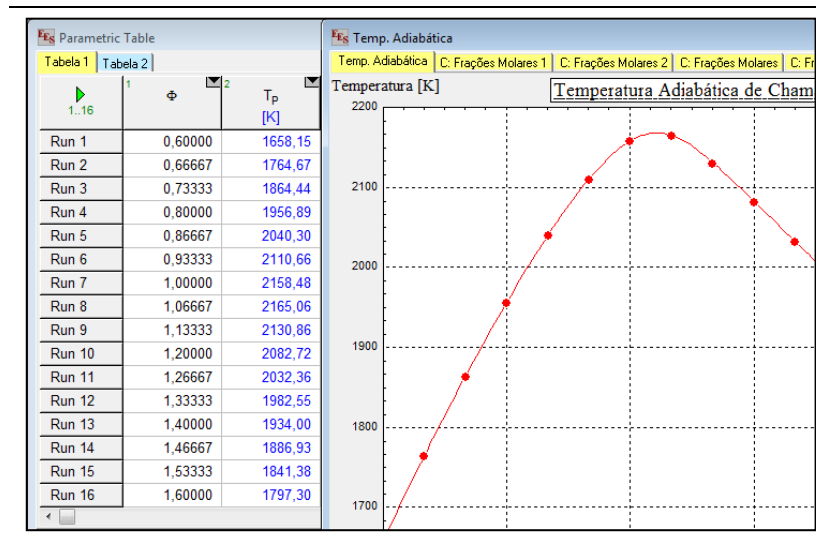 EES Parametric Table
Tabela 1 Tabela 2
1..16 1 Φ 2 Tp
[K]
Run 1 0,60000 1658,15
Run 2 0,66667 1764,67
Run 3 0,73333 1864,44
Run 4 0,80000 1956,89
Run 5 0,86667 2040,30
Run 6 0,93333 2110,66
Run 7 1,00000 2158,48
Run 8 1,06667 2165,06
Run 9 1,13333 2130,86
Run 10 1,20000 2082,72
Run 11 1,26667 2032,36
Run 12 1,33333 1982,55
Run 13 1,40000 1934,00
Run 14 1,46667 1886,93
Run 15 1,53333 1841,38
Run 16 1,60000 1797,30
EES Temp. Adiabática
Temp. Adiabática C: Frações Molares 1 C: Frações Molares 2 C: Frações Molares C: Fr
Temperatura [K]
Temperatura Adiabática de Cham
2200
2100
2000
1900
1800
1700